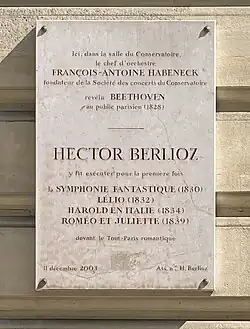 Ici, dans la salle du Conservatoire,
le chef d'orchestre
FRANÇOIS-ANTOINE HABENECK
fondateur de la Société des concerts du Conservatoire
révéla BEETHOVEN
au public parisien (1828)
HECTOR BERLIOZ
y fit exécuter pour la première fois
la SYMPHONIE FANTASTIQUE (1830)
LÉLIO (1832)
HAROLD EN ITALIE (1834)
ROMÉO ET JULIETTE (1839)
devant le Tout-Paris romantique
11 décembre 2003
Ass. nle H. Berlioz